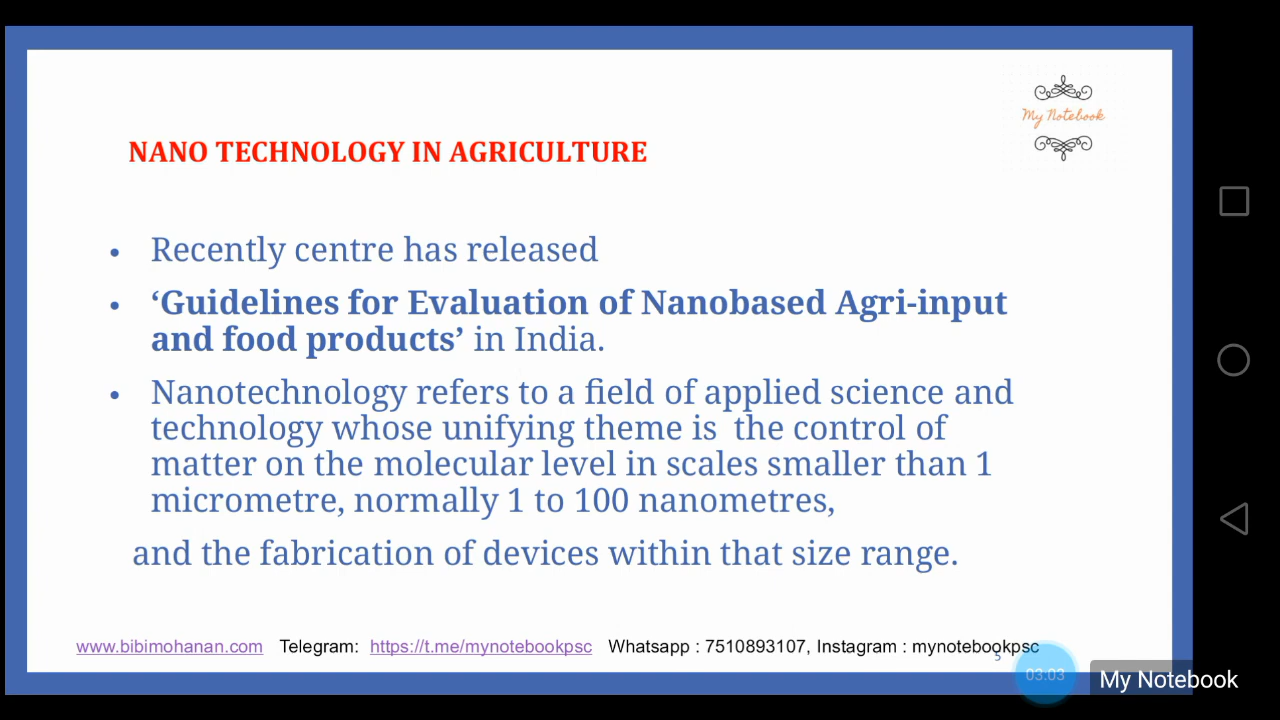 My Notebook
NANO TECHNOLOGY IN AGRICULTURE
• Recently centre has released
• ‘Guidelines for Evaluation of Nanobased Agri-input
and food products’ in India.
• Nanotechnology refers to a field of applied science and
technology whose unifying theme is the control of
matter on the molecular level in scales smaller than 1
micrometre, normally 1 to 100 nanometres,
and the fabrication of devices within that size range.
www.bibimohanan.com Telegram: https://t.me/mynotebookpsc Whatsapp : 7510893107, Instagram : mynotebookpsc
5
03:03
My Notebook